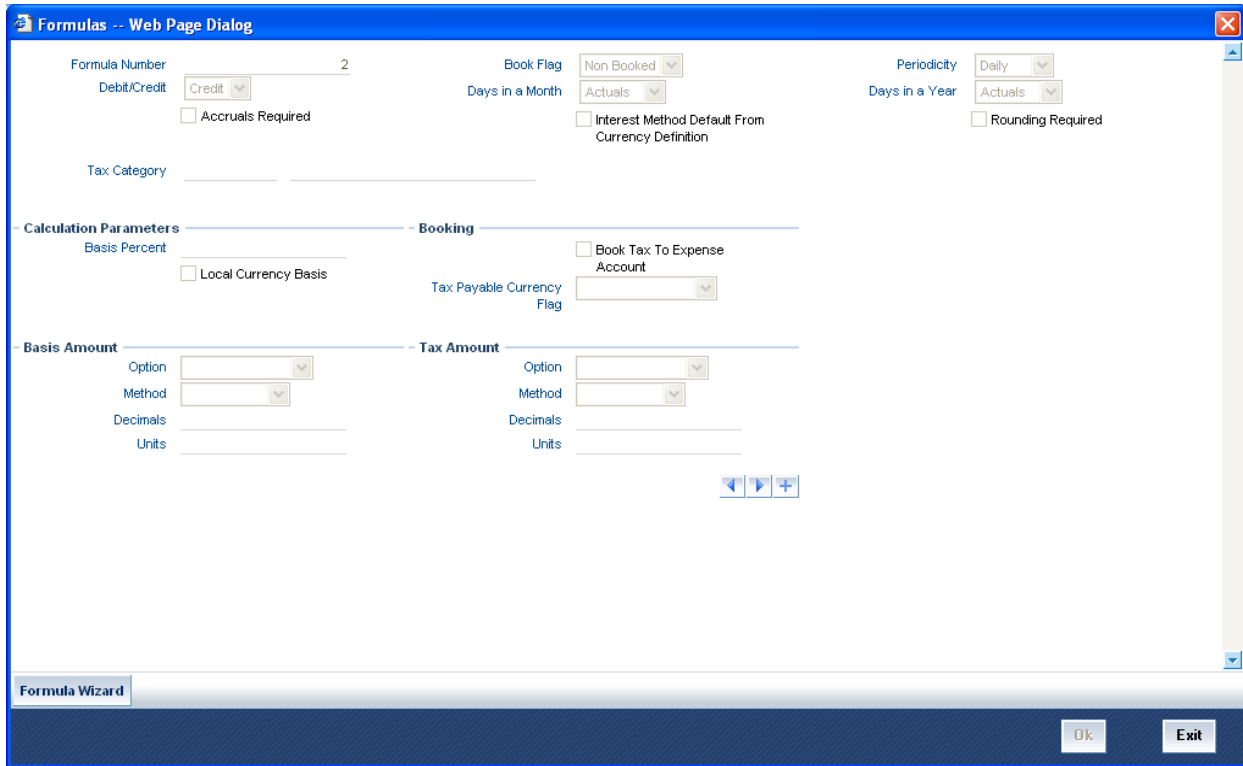 Formulas -- Web Page Dialog
Formula Number 2 Book Flag Non Booked Periodicity Daily
Debit/Credit Credit Days in a Month Actuals Days in a Year Actuals
Accruals Required Interest Method Default From Rounding Required
Currency Definition
Tax Category
Calculation Parameters Booking
Basis Percent Book Tax To Expense
Account
Local Currency Basis
Tax Payable Currency
Flag
Basis Amount Tax Amount
Option Option
Method Method
Decimals Decimals
Units Units
Formula Wizard
Ok Exit